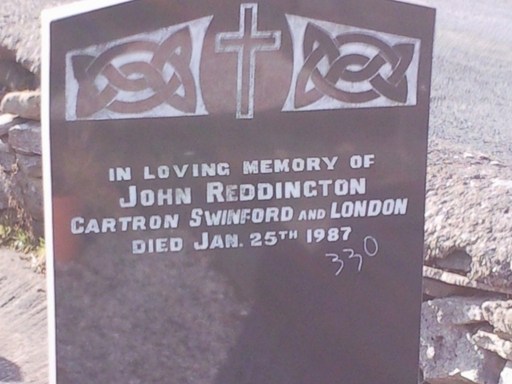 IN LOVING MEMORY OF
JOHN REDDINGTON
CARTRON SWINFORD AND LONDON
DIED JAN. 25TH 1987
330